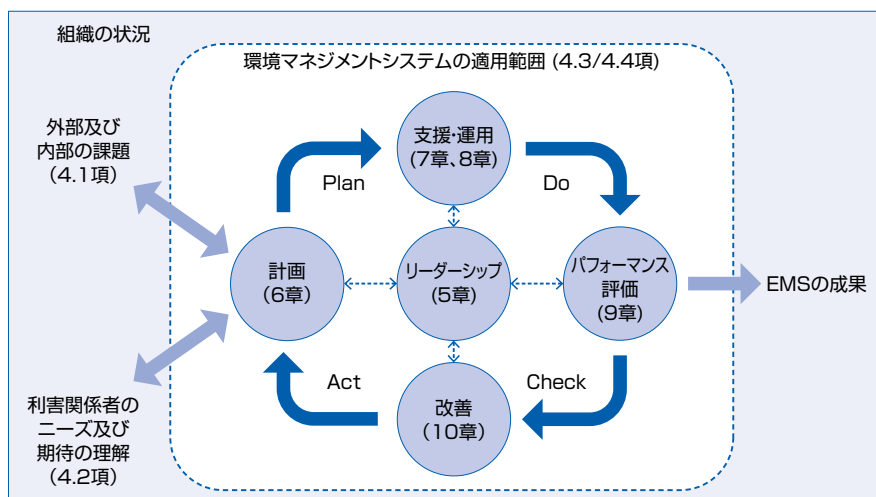 組織の状況
環境マネジメントシステムの適用範囲 (4.3/4.4項)
外部及び
内部の課題
(4.1項)
支援・運用
(7章、8章)
Plan
Do
計画
(6章)
リーダーシップ
(5章)
パフォーマンス
評価
(9章)
EMSの成果
Act
Check
改善
(10章)
利害関係者の
ニーズ及び
期待の理解
(4.2項)